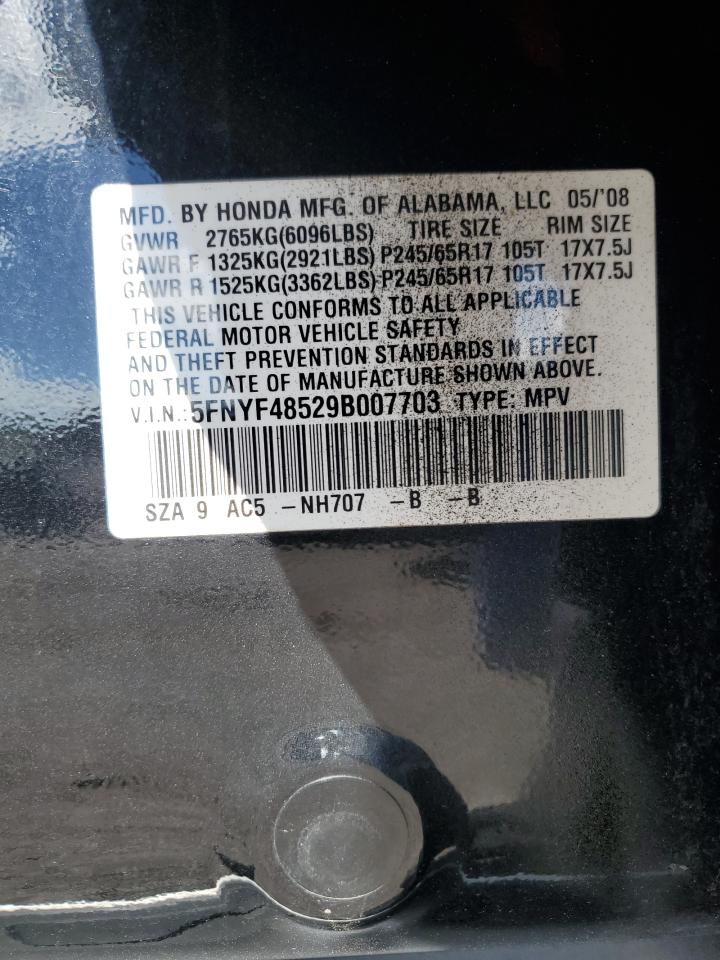 MFD. BY HONDA MFG. OF ALABAMA, LLC 05/'08
GVWR 2765KG(6096LBS) TIRE SIZE RIM SIZE
GAWR F 1325KG(2921LBS) P245/65R17 105T 17X7.5J
GAWR R 1525KG(3362LBS) P245/65R17 105T 17X7.5J
THIS VEHICLE CONFORMS TO ALL APPLICABLE
FEDERAL MOTOR VEHICLE SAFETY
AND THEFT PREVENTION STANDARDS IN EFFECT
ON THE DATE OF MANUFACTURE SHOWN ABOVE.
V.I.N.: 5FNYF48529B007703 TYPE: MPV
SZA 9 AC5 -NH707 -B -B